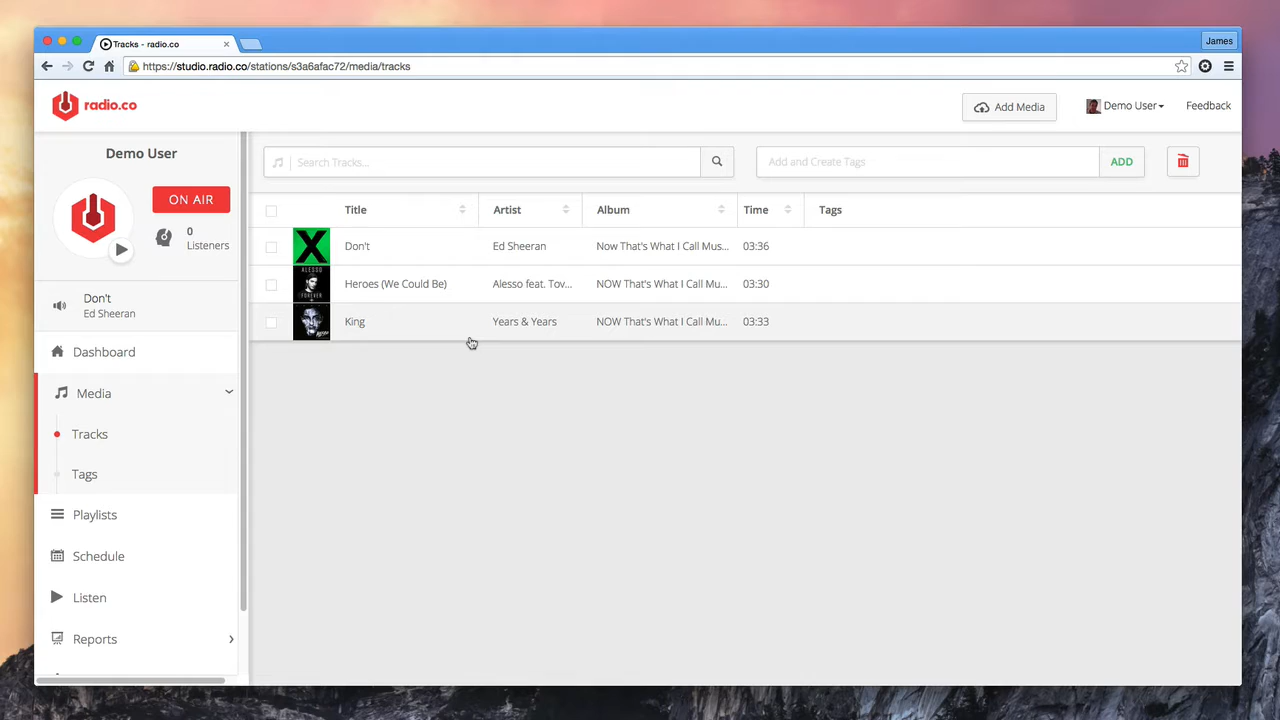 Tracks - radio.co
James
https://studio.radio.co/stations/s3a6afac72/media/tracks
radio.co
Add Media
Demo User
Feedback
Demo User
ON AIR
0
Listeners
Don't
Ed Sheeran
Dashboard
Media
Tracks
Tags
Playlists
Schedule
Listen
Reports
Search Tracks...
Add and Create Tags
ADD
Title Artist Album Time Tags
Don't Ed Sheeran Now That's What I Call Mus... 03:36
Heroes (We Could Be) Alesso feat. Tov... NOW That's What I Call Mu... 03:30
King Years & Years NOW That's What I Call Mu... 03:33
ALESSO
FOREVER